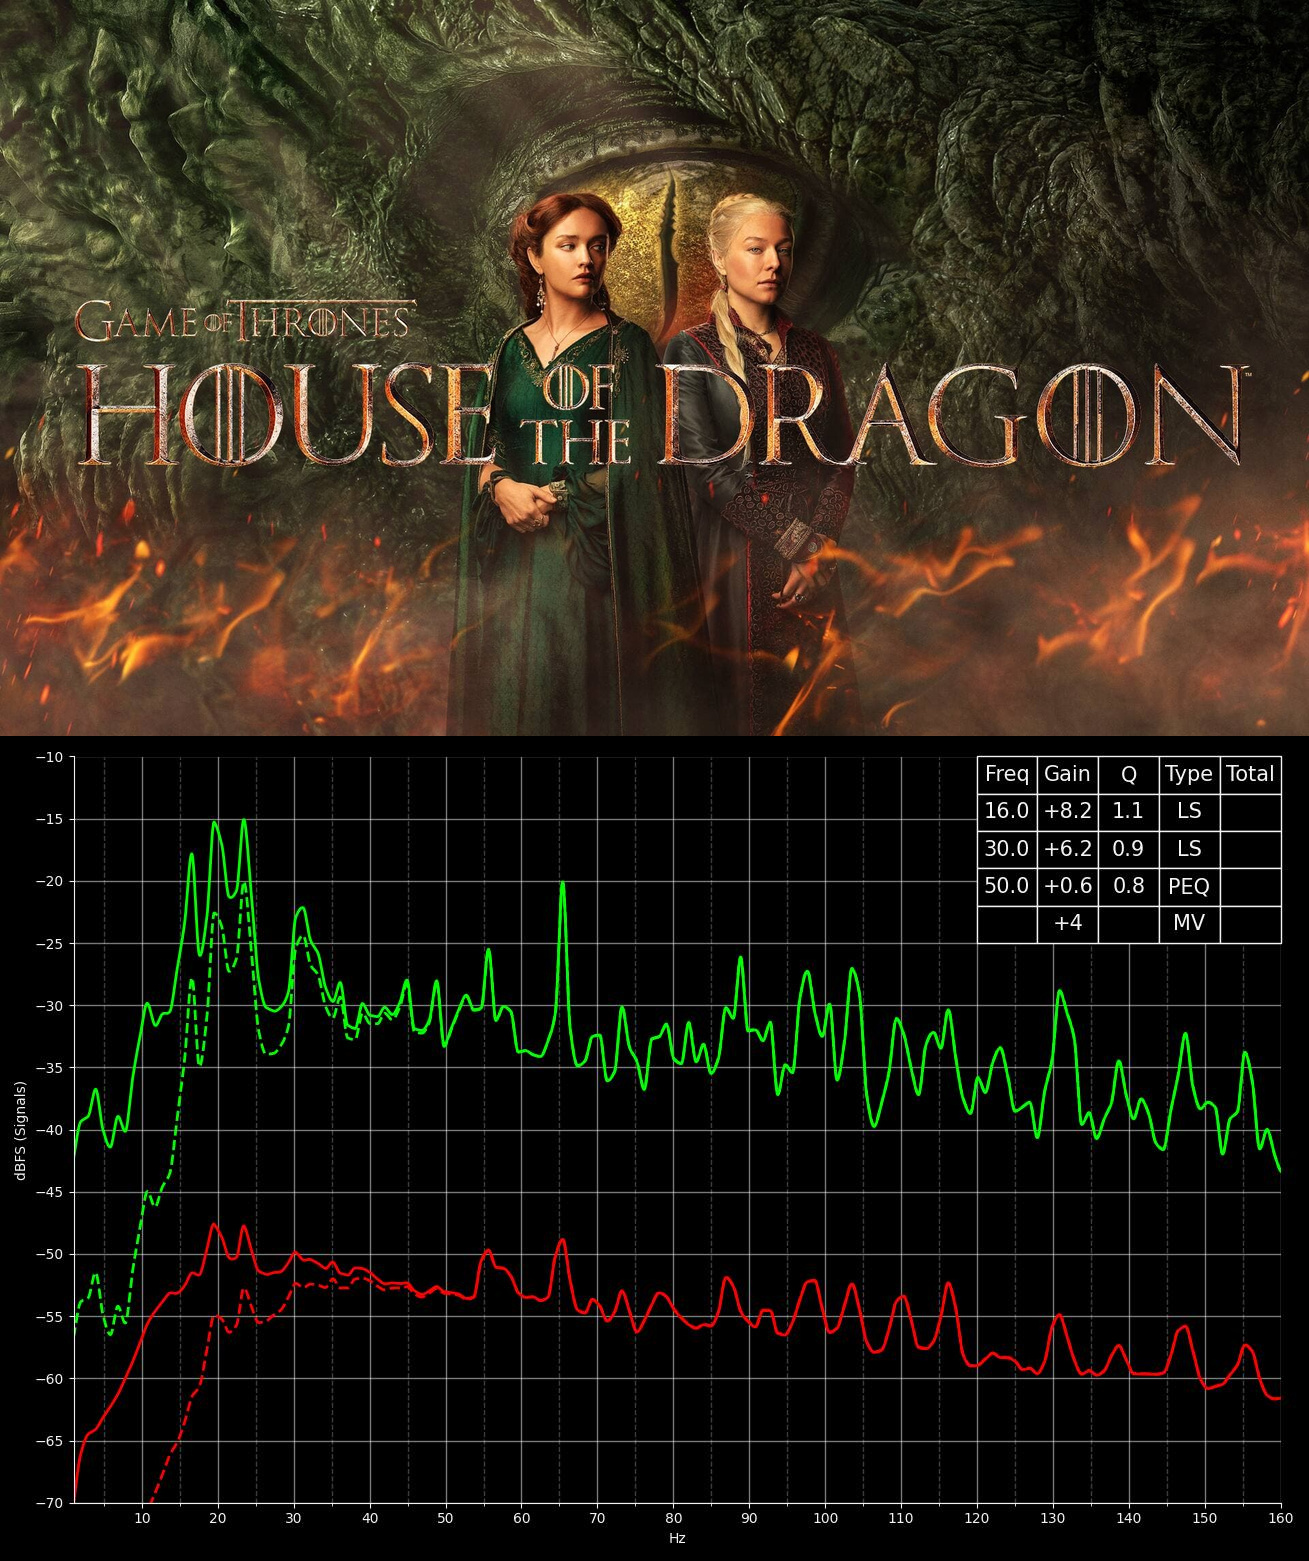 GAME OF THRONES
HOUSE OF THE DRAGON™
Freq Gain Q Type Total
16.0 +8.2 1.1 LS
30.0 +6.2 0.9 LS
50.0 +0.6 0.8 PEQ
+4 MV
dBFS (Signals)
−10
−15
−20
−25
−30
−35
−40
−45
−50
−55
−60
−65
−70
10 20 30 40 50 60 70 80 90 100 110 120 130 140 150 160
Hz